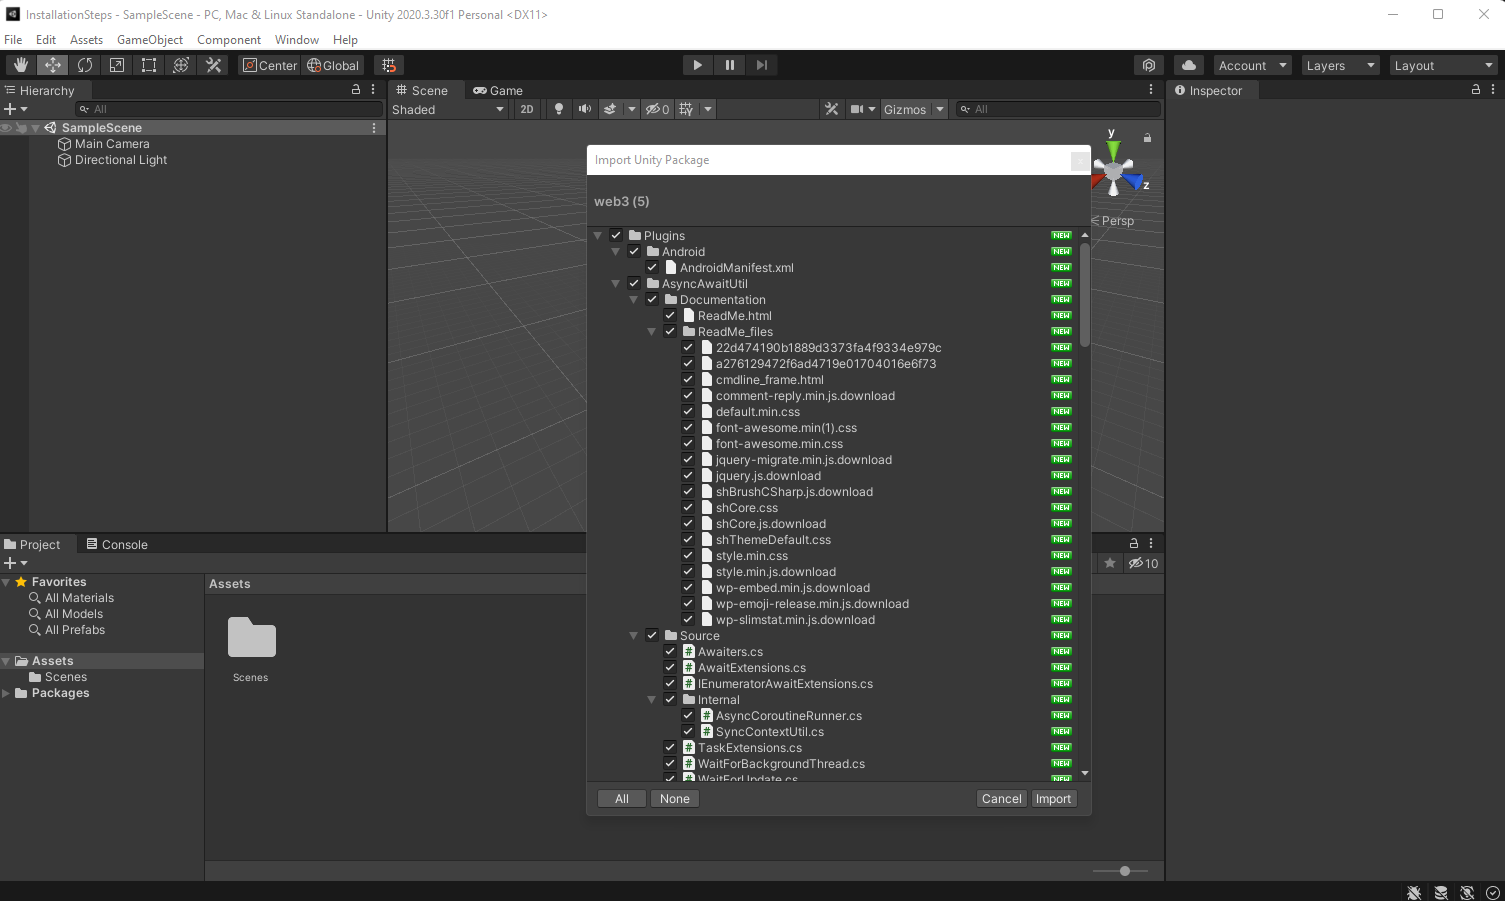 InstallationSteps - SampleScene - PC, Mac & Linux Standalone - Unity 2020.3.30f1 Personal <DX11>
File Edit Assets GameObject Component Window Help
Center Global Account Layers Layout
Hierarchy
All
SampleScene
Main Camera
Directional Light
Scene Game
Shaded 2D 0 Gizmos All
y
z
Persp
Inspector
Import Unity Package
web3 (5)
Plugins NEW
Android NEW
AndroidManifest.xml NEW
AsyncAwaitUtil NEW
Documentation NEW
ReadMe.html NEW
ReadMe_files NEW
22d474190b1889d3373fa4f9334e979c NEW
a276129472f6ad4719e01704016e6f73 NEW
cmdline_frame.html NEW
comment-reply.min.js.download NEW
default.min.css NEW
font-awesome.min(1).css NEW
font-awesome.min.css NEW
jquery-migrate.min.js.download NEW
jquery.js.download NEW
shBrushCSharp.js.download NEW
shCore.css NEW
shCore.js.download NEW
shThemeDefault.css NEW
style.min.css NEW
style.min.js.download NEW
wp-embed.min.js.download NEW
wp-emoji-release.min.js.download NEW
wp-slimstat.min.js.download NEW
Source NEW
Awaiters.cs NEW
AwaitExtensions.cs NEW
IEnumeratorAwaitExtensions.cs NEW
Internal NEW
AsyncCoroutineRunner.cs NEW
SyncContextUtil.cs NEW
TaskExtensions.cs NEW
WaitForBackgroundThread.cs NEW
WaitForUpdate.cs NEW
All None Cancel Import
Project Console
10
Favorites
All Materials
All Models
All Prefabs
Assets
Scenes
Packages
Assets
Scenes